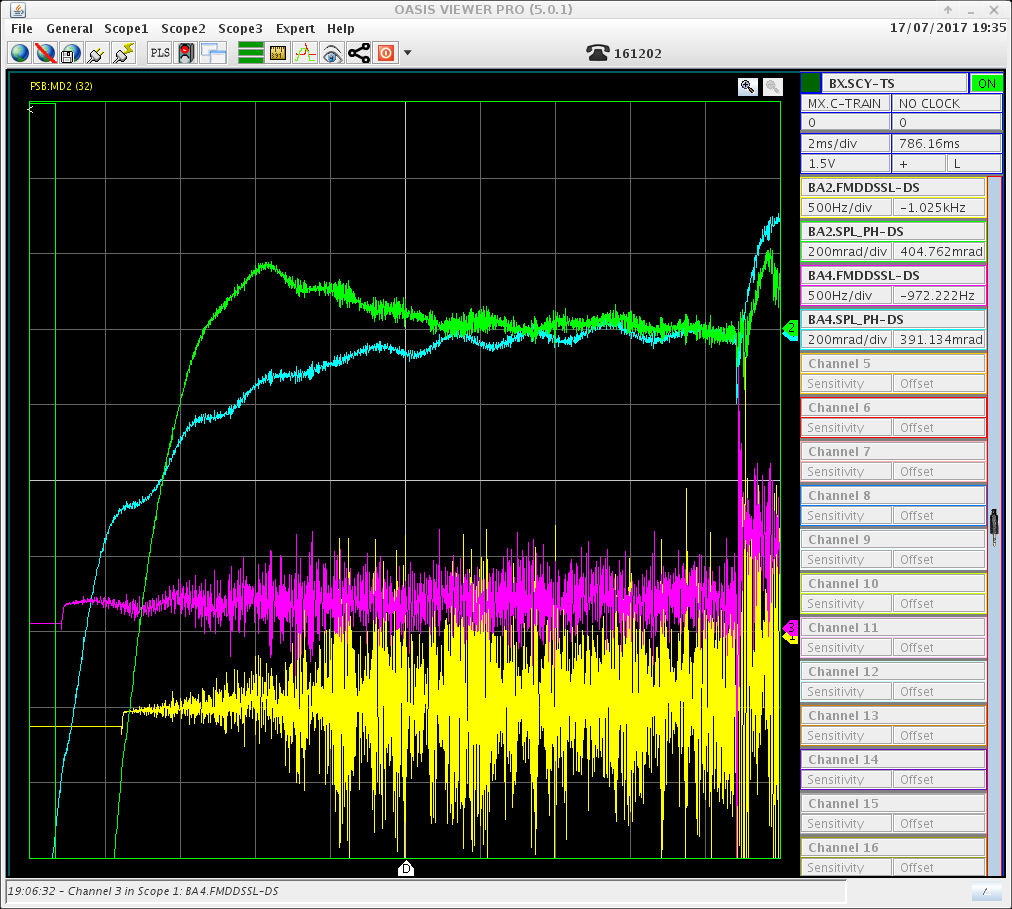 OASIS VIEWER PRO (5.0.1)
File General Scope1 Scope2 Scope3 Expert Help 17/07/2017 19:35
PLS 161202
PSB:MD2 (32)
BX.SCY-TS ON
MX.C-TRAIN NO CLOCK
0 0
2ms/div 786.16ms
1.5V + L
BA2.FMDDSSL-DS
500Hz/div -1.025kHz
BA2.SPL_PH-DS
200mrad/div 404.762mrad
BA4.FMDDSSL-DS
500Hz/div -972.222Hz
BA4.SPL_PH-DS
200mrad/div 391.134mrad
Channel 5
Sensitivity Offset
Channel 6
Sensitivity Offset
Channel 7
Sensitivity Offset
Channel 8
Sensitivity Offset
Channel 9
Sensitivity Offset
Channel 10
Sensitivity Offset
Channel 11
Sensitivity Offset
Channel 12
Sensitivity Offset
Channel 13
Sensitivity Offset
Channel 14
Sensitivity Offset
Channel 15
Sensitivity Offset
Channel 16
Sensitivity Offset
2
3
D
19:06:32 - Channel 3 in Scope 1: BA4.FMDDSSL-DS